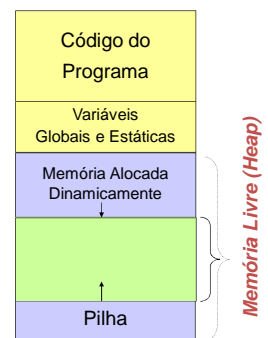 Código do
Programa
Variáveis
Globais e Estáticas
Memória Alocada
Dinamicamente
Pilha
Memória Livre (Heap)